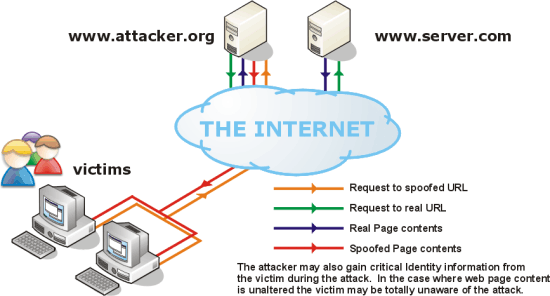 www.attacker.org
www.server.com
THE INTERNET
victims
Request to spoofed URL
Request to real URL
Real Page contents
Spoofed Page contents
The attacker may also gain critical Identity information from
the victim during the attack. In the case where web page content
is unaltered the victim may be totally unaware of the attack.